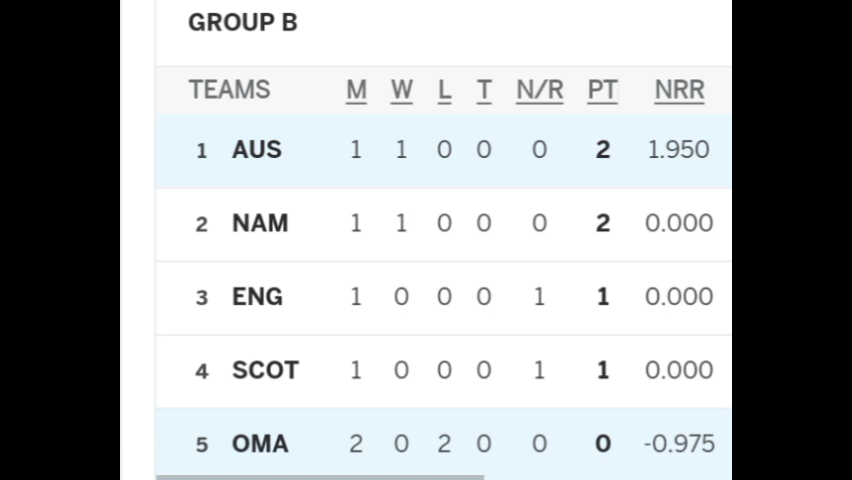 GROUP B
TEAMS M W L T N/R PT NRR
1 AUS 1 1 0 0 0 2 1.950
2 NAM 1 1 0 0 0 2 0.000
3 ENG 1 0 0 0 1 1 0.000
4 SCOT 1 0 0 0 1 1 0.000
5 OMA 2 0 2 0 0 0 -0.975